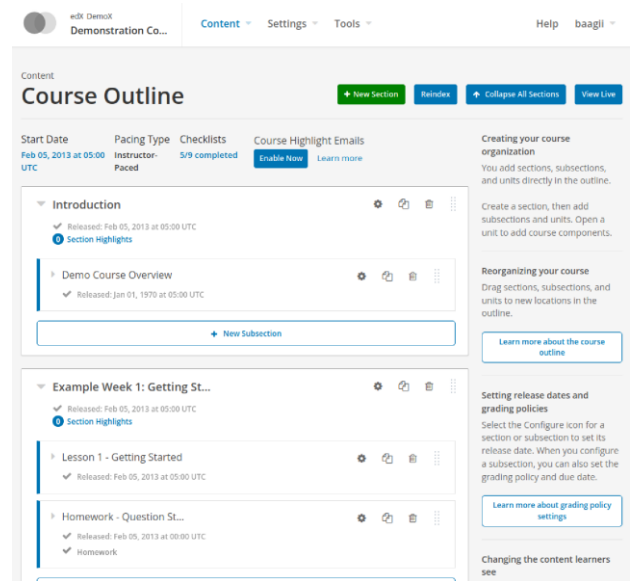 edX DemoX
Demonstration Co...
Content
Settings
Tools
Help
baagii
Content
Course Outline
+ New Section
Reindex
Collapse All Sections
View Live
Start Date
Feb 05, 2013 at 05:00
UTC
Pacing Type
Instructor-
Paced
Checklists
5/9 completed
Course Highlight Emails
Enable Now
Learn more
Introduction
Released: Feb 05, 2013 at 05:00 UTC
0 Section Highlights
Demo Course Overview
Released: Jan 01, 1970 at 05:00 UTC
+ New Subsection
Example Week 1: Getting St...
Released: Feb 05, 2013 at 05:00 UTC
0 Section Highlights
Lesson 1 - Getting Started
Released: Feb 05, 2013 at 05:00 UTC
Homework - Question St...
Released: Feb 05, 2013 at 00:00 UTC
Homework
Creating your course
organization
You add sections, subsections,
and units directly in the outline.
Create a section, then add
subsections and units. Open a
unit to add course components.
Reorganizing your course
Drag sections, subsections, and
units to new locations in the
outline.
Learn more about the course
outline
Setting release dates and
grading policies
Select the Configure icon for a
section or subsection to set its
release date. When you configure
a subsection, you can also set the
grading policy and due date.
Learn more about grading policy
settings
Changing the content learners
see